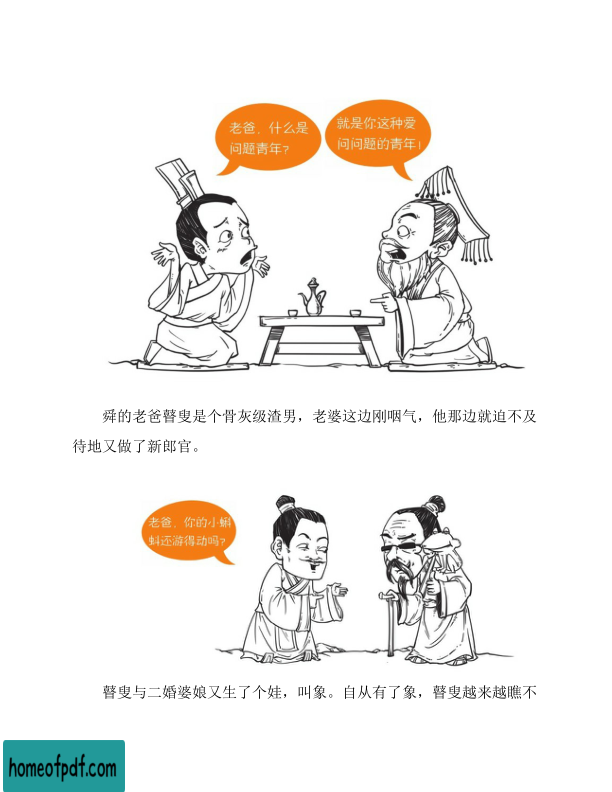 老爸，什么是
问题青年？
就是你这种爱
问问题的青年！
舜的老爸瞽叟是个骨灰级渣男，老婆这边刚咽气，他那边就迫不及
待地又做了新郎官。
老爸，你的小蝌
蚪还游得动吗？
瞽叟与二婚婆娘又生了个娃，叫象。自从有了象，瞽叟越来越瞧不
homeofpdf.com